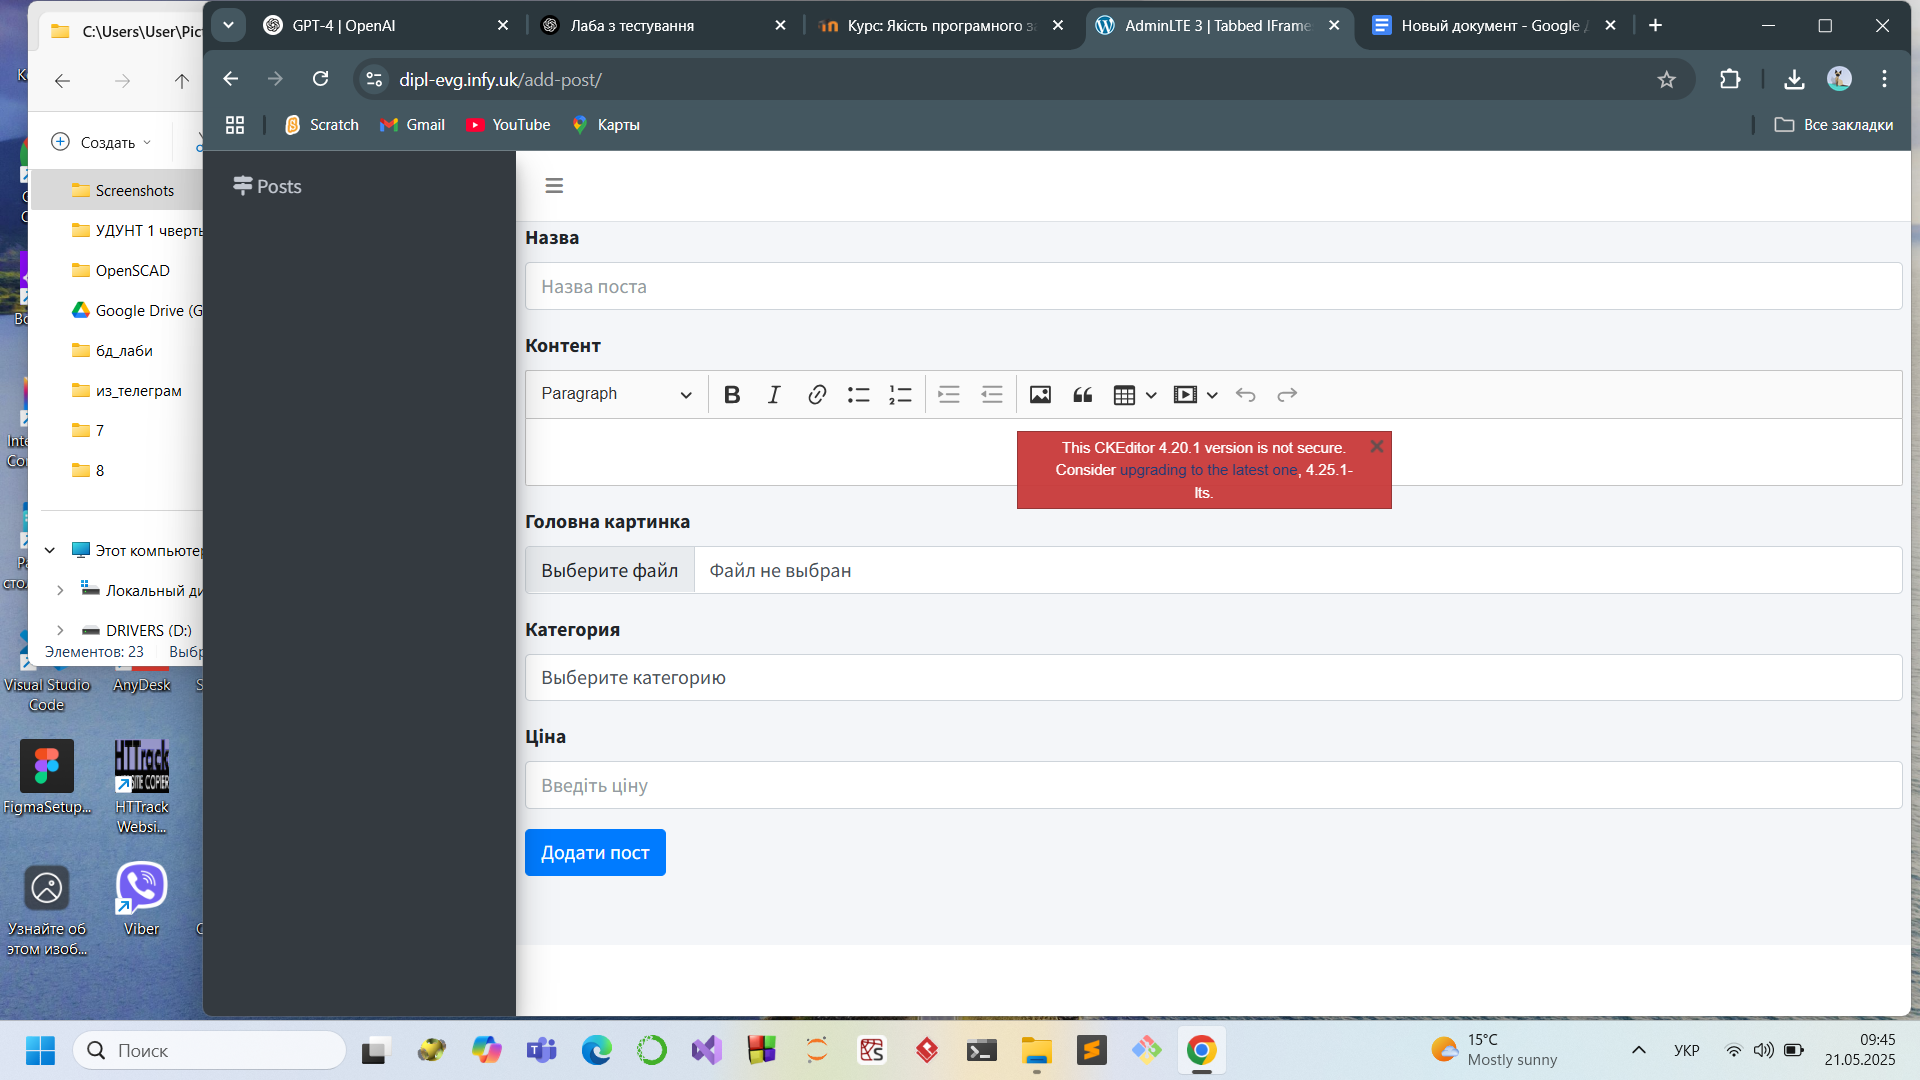 C:\Users\User\Pic
GPT-4 | OpenAI
Лаба з тестування
Курс: Якість програмного за
AdminLTE 3 | Tabbed IFrame
Новый документ - Google
dipl-evg.infy.uk/add-post/
Scratch
Gmail
YouTube
Карты
Все закладки
Создать
Screenshots
УДУНТ 1 чверть
OpenSCAD
Google Drive (G
бд_лаби
из_телеграм
7
8
Этот компьютер
Локальный ди
DRIVERS (D:)
Элементов: 23
Выбр
Posts
Назва
Назва поста
Контент
Paragraph
This CKEditor 4.20.1 version is not secure.
Consider upgrading to the latest one, 4.25.1-
lts.
Головна картинка
Выберите файл
Файл не выбран
Категория
Выберите категорию
Ціна
Введіть ціну
Додати пост
Visual Studio
Code
AnyDesk
FigmaSetup...
HTTrack
Websi...
Узнайте об
этом изоб...
Viber
Поиск
15°C
Mostly sunny
УКР
09:45
21.05.2025